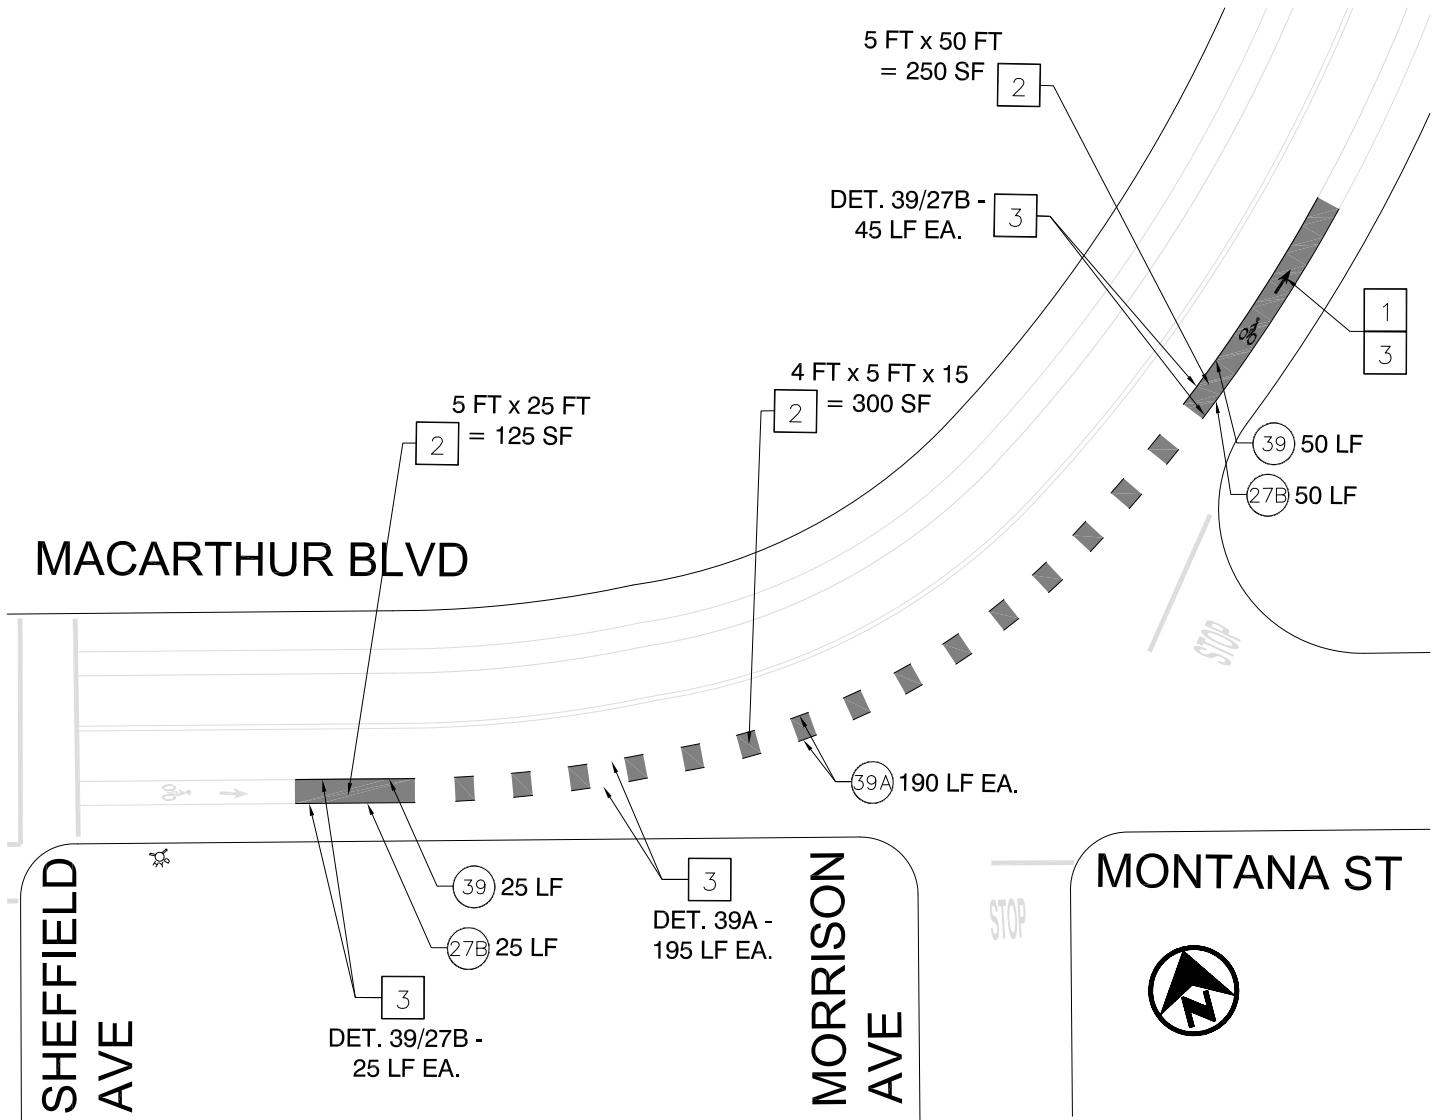 5 FT x 50 FT
= 250 SF
2
DET. 39/27B -
45 LF EA.
3
1
3
4 FT x 5 FT x 15
= 300 SF
2
5 FT x 25 FT
= 125 SF
2
39 50 LF
27B 50 LF
MACARTHUR BLVD
STOP
39A 190 LF EA.
39 25 LF
27B 25 LF
3
DET. 39A -
195 LF EA.
3
DET. 39/27B -
25 LF EA.
SHEFFIELD
AVE
MORRISON
AVE
STOP
MONTANA ST
N